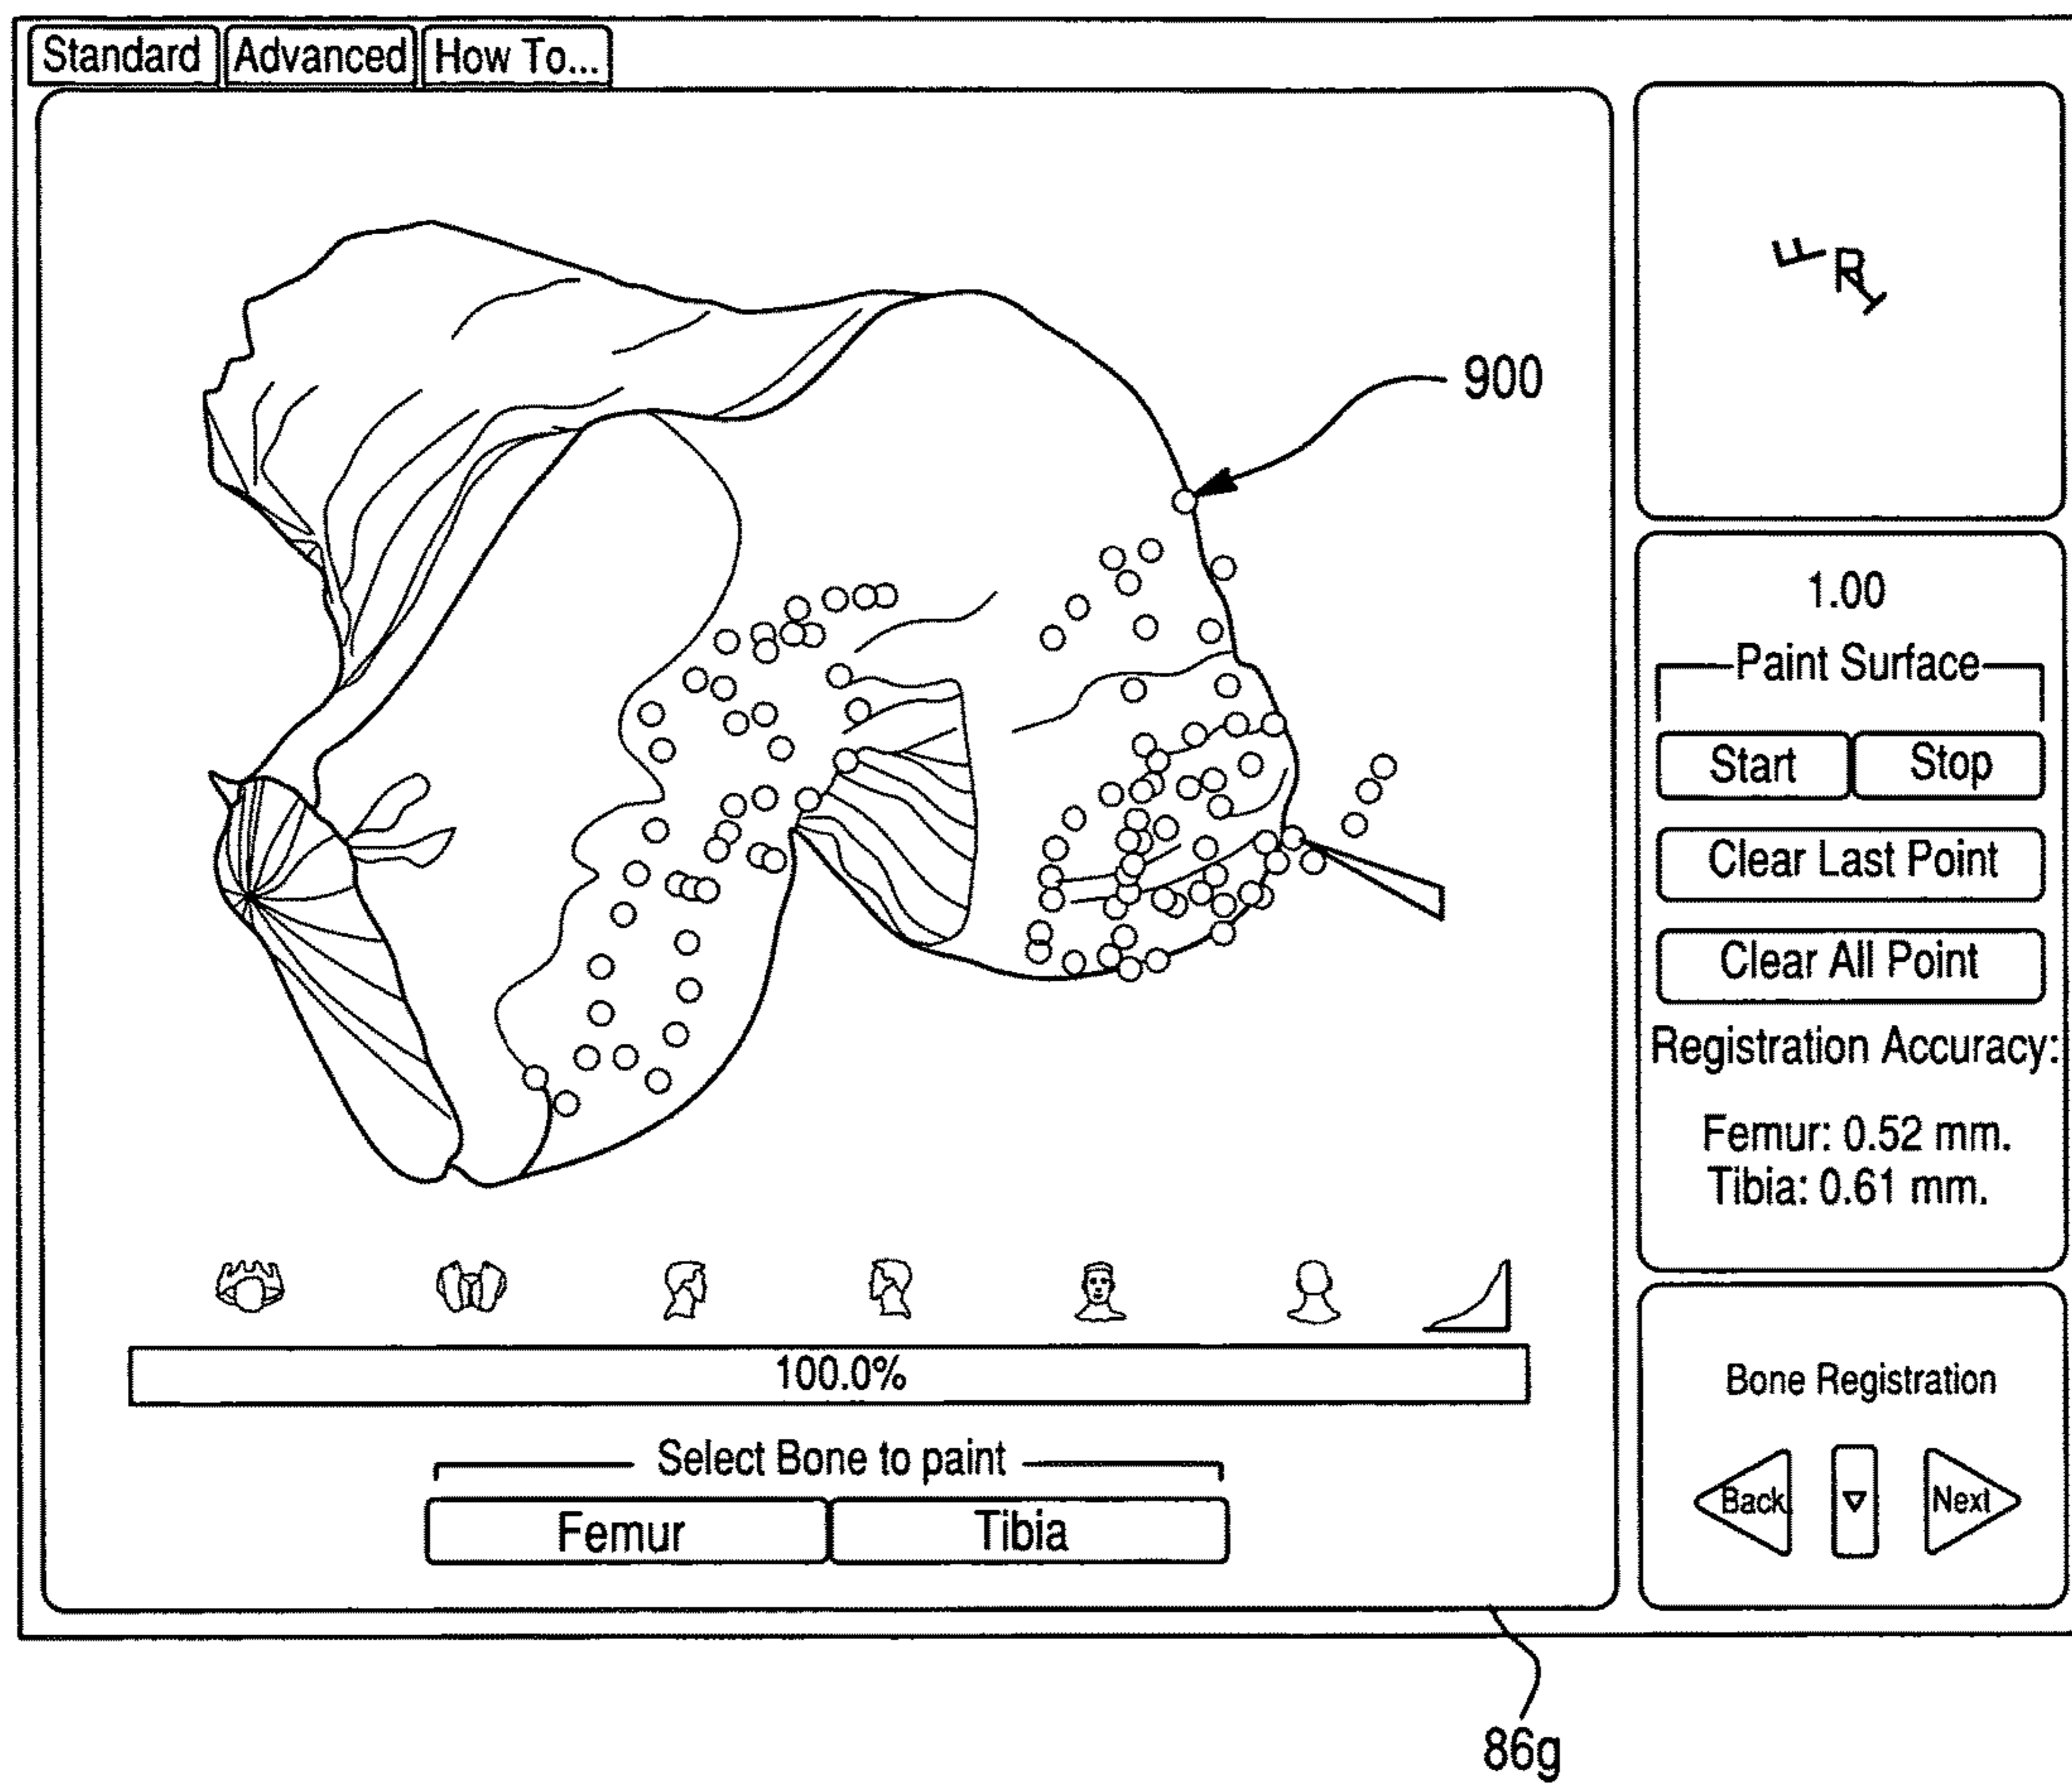 Standard Advanced How To...
900
F R T
1.00
Paint Surface
Start Stop
Clear Last Point
Clear All Point
Registration Accuracy:
Femur: 0.52 mm.
Tibia: 0.61 mm.
100.0%
Select Bone to paint
Femur Tibia
Bone Registration
Back Next
86g